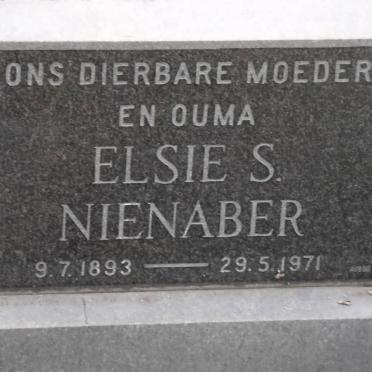 ONS DIERBARE MOEDER
EN OUMA
ELSIE S.
NIENABER
9.7.1893 — 29.5.1971